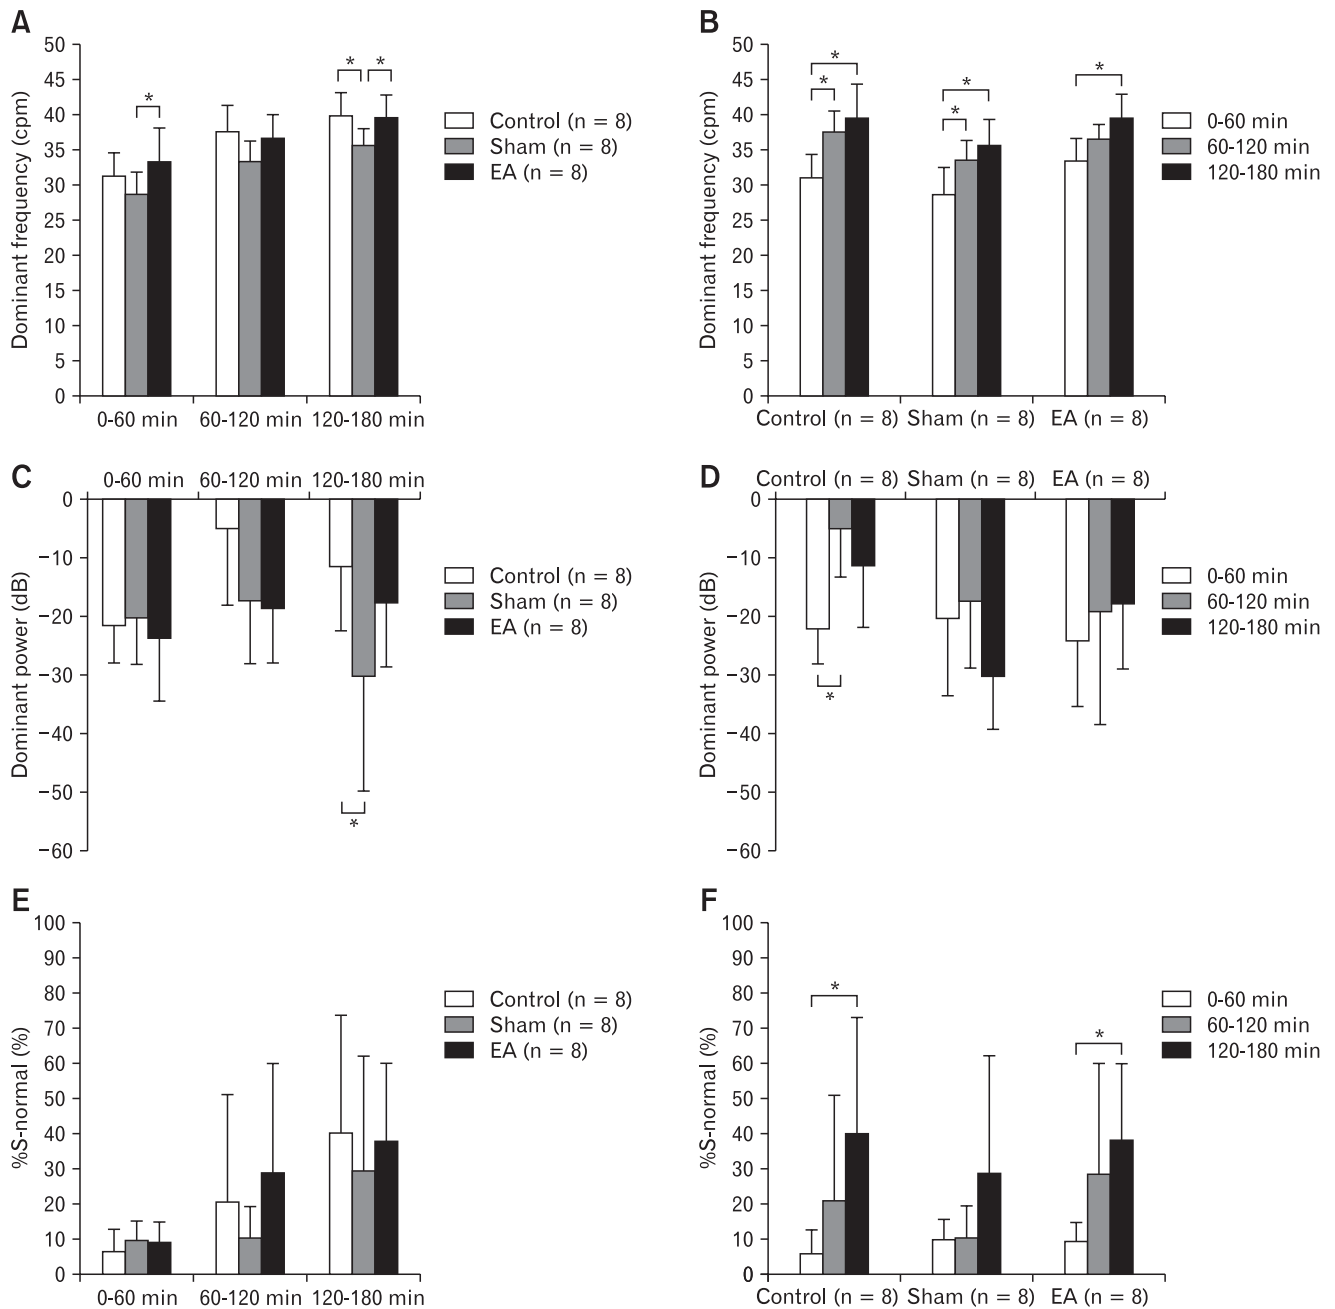 A
Dominant frequency (cpm)
50
45
40
35
30
25
20
15
10
5
0
*
* *
0-60 min 60-120 min 120-180 min
Control (n = 8)
Sham (n = 8)
EA (n = 8)
B
Dominant frequency (cpm)
50
45
40
35
30
25
20
15
10
5
0
*
*
*
*
*
Control (n = 8) Sham (n = 8) EA (n = 8)
0-60 min
60-120 min
120-180 min
C
Dominant power (dB)
0-60 min 60-120 min 120-180 min
0
−10
−20
−30
−40
−50
−60
*
Control (n = 8)
Sham (n = 8)
EA (n = 8)
D
Dominant power (dB)
Control (n = 8) Sham (n = 8) EA (n = 8)
0
−10
−20
−30
−40
−50
−60
*
0-60 min
60-120 min
120-180 min
E
%S-normal (%)
100
90
80
70
60
50
40
30
20
10
0
0-60 min 60-120 min 120-180 min
Control (n = 8)
Sham (n = 8)
EA (n = 8)
F
%S-normal (%)
100
90
80
70
60
50
40
30
20
10
0
*
*
Control (n = 8) Sham (n = 8) EA (n = 8)
0-60 min
60-120 min
120-180 min